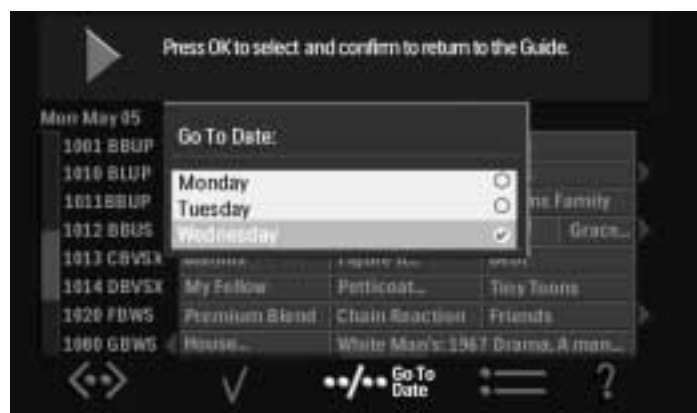 Press OK to select and confirm to return to the Guide.
Mon May 05
Go To Date:
1001 BBUP
1010 BLUP
Monday
1011BBUP
Tuesday
Family
1012 BBUS
Wednesday
Grace...
1013 CBVSX
1014 DBVSX My Fellow Petticoat... Tiny Toons
1020 FBWS Premium Blend Chain Reaction Friends
1080 GBWS House... White Man's: 1967 Drama, A man...
••/•• Go To
Date
?